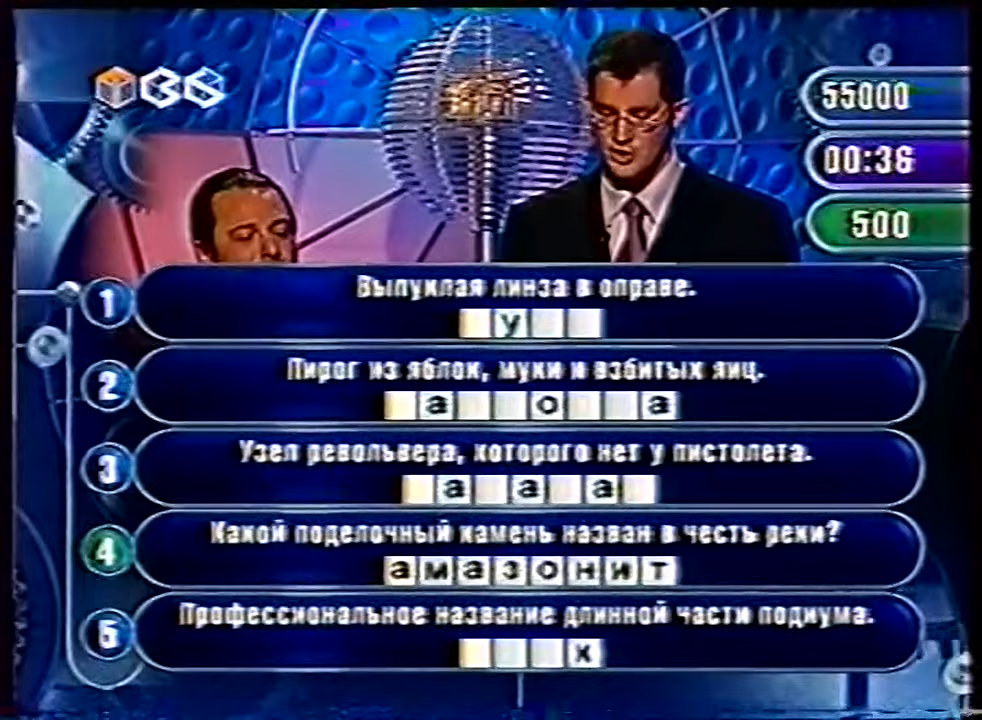 ТВ6
55000
00:36
500
1
Выпуклая линза в оправе.
у
2
Пирог из яблок, муки и взбитых яиц.
а о а
3
Узел револьвера, которого нет у пистолета.
а а а
4
Какой поделочный камень назван в честь реки?
амазонит
5
Профессиональное название длинной части подиума.
к